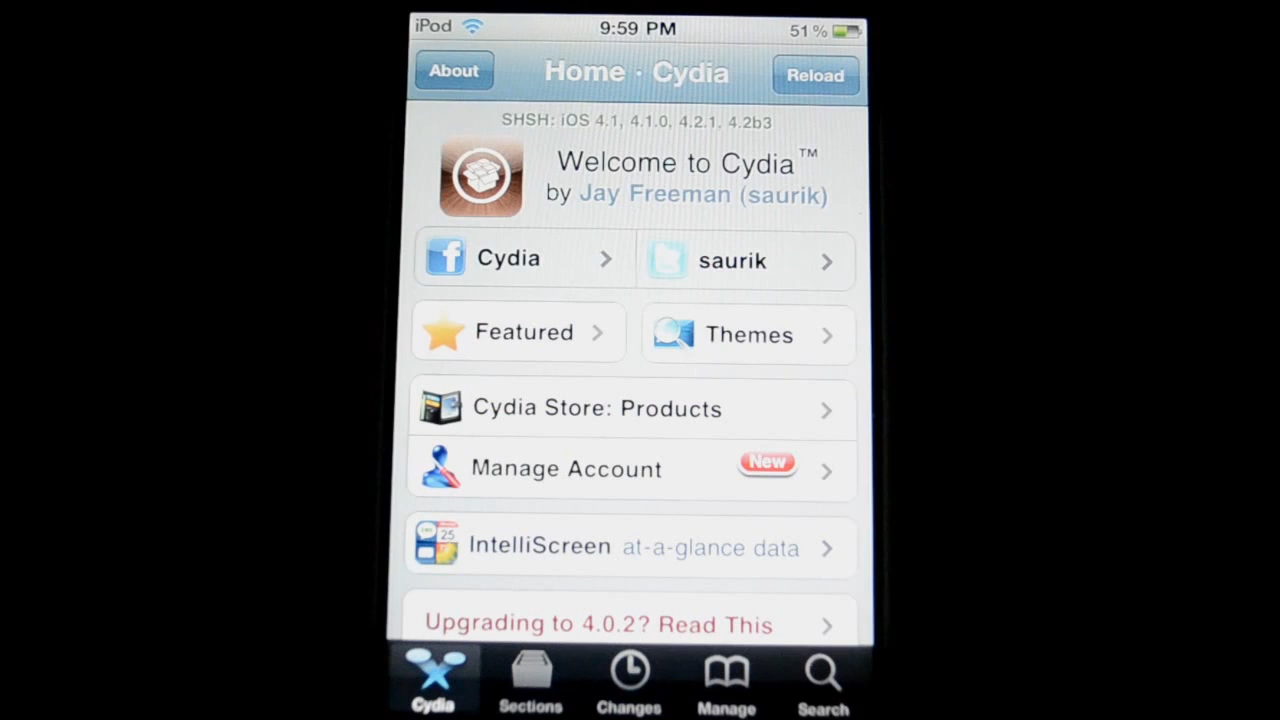 iPod 9:59 PM 51 %
About Home · Cydia Reload
SHSH: iOS 4.1, 4.1.0, 4.2.1, 4.2b3
Welcome to Cydia™
by Jay Freeman (saurik)
Cydia saurik
Featured Themes
Cydia Store: Products
Manage Account New
IntelliScreen at-a-glance data
Upgrading to 4.0.2? Read This
Cydia Sections Changes Manage Search